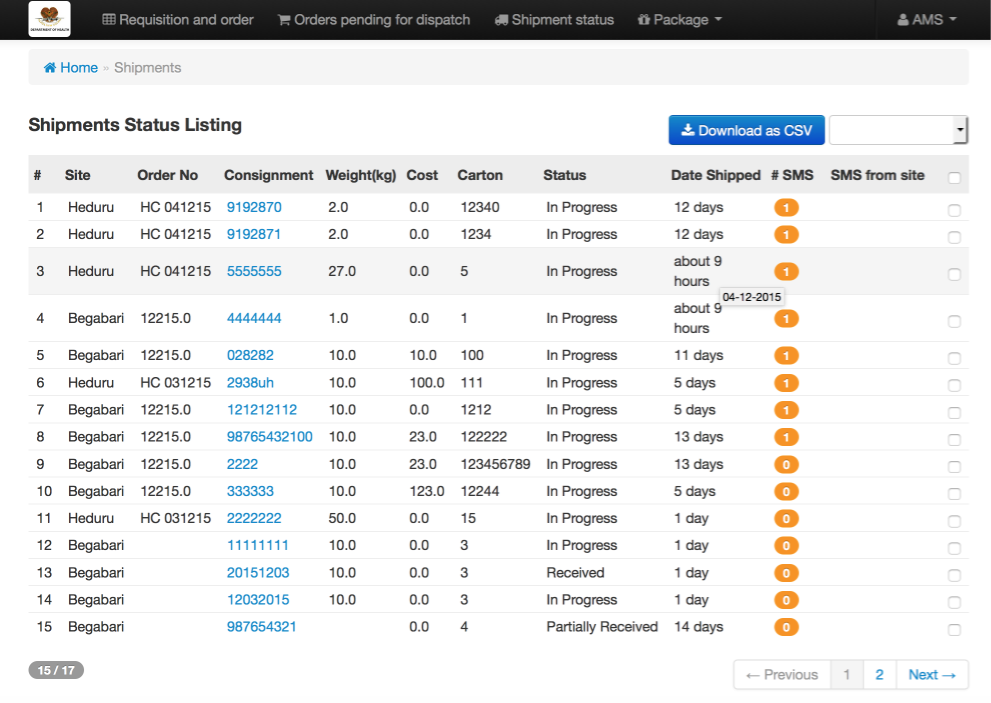 DEPARTMENT OF HEALTH
Requisition and order Orders pending for dispatch Shipment status Package AMS
Home » Shipments
Shipments Status Listing
Download as CSV
# Site Order No Consignment Weight(kg) Cost Carton Status Date Shipped # SMS SMS from site
1 Heduru HC 041215 9192870 2.0 0.0 12340 In Progress 12 days 1
2 Heduru HC 041215 9192871 2.0 0.0 1234 In Progress 12 days 1
3 Heduru HC 041215 5555555 27.0 0.0 5 In Progress about 9 hours 1
04-12-2015
4 Begabari 12215.0 4444444 1.0 0.0 1 In Progress about 9 hours 1
5 Begabari 12215.0 028282 10.0 10.0 100 In Progress 11 days 1
6 Heduru HC 031215 2938uh 10.0 100.0 111 In Progress 5 days 1
7 Begabari 12215.0 121212112 10.0 0.0 1212 In Progress 5 days 1
8 Begabari 12215.0 98765432100 10.0 23.0 122222 In Progress 13 days 1
9 Begabari 12215.0 2222 10.0 23.0 123456789 In Progress 13 days 0
10 Begabari 12215.0 333333 10.0 123.0 12244 In Progress 5 days 0
11 Heduru HC 031215 2222222 50.0 0.0 15 In Progress 1 day 0
12 Begabari 11111111 10.0 0.0 3 In Progress 1 day 0
13 Begabari 20151203 10.0 0.0 3 Received 1 day 0
14 Begabari 12032015 10.0 0.0 3 In Progress 1 day 0
15 Begabari 987654321 0.0 4 Partially Received 14 days 0
15 / 17
← Previous 1 2 Next →